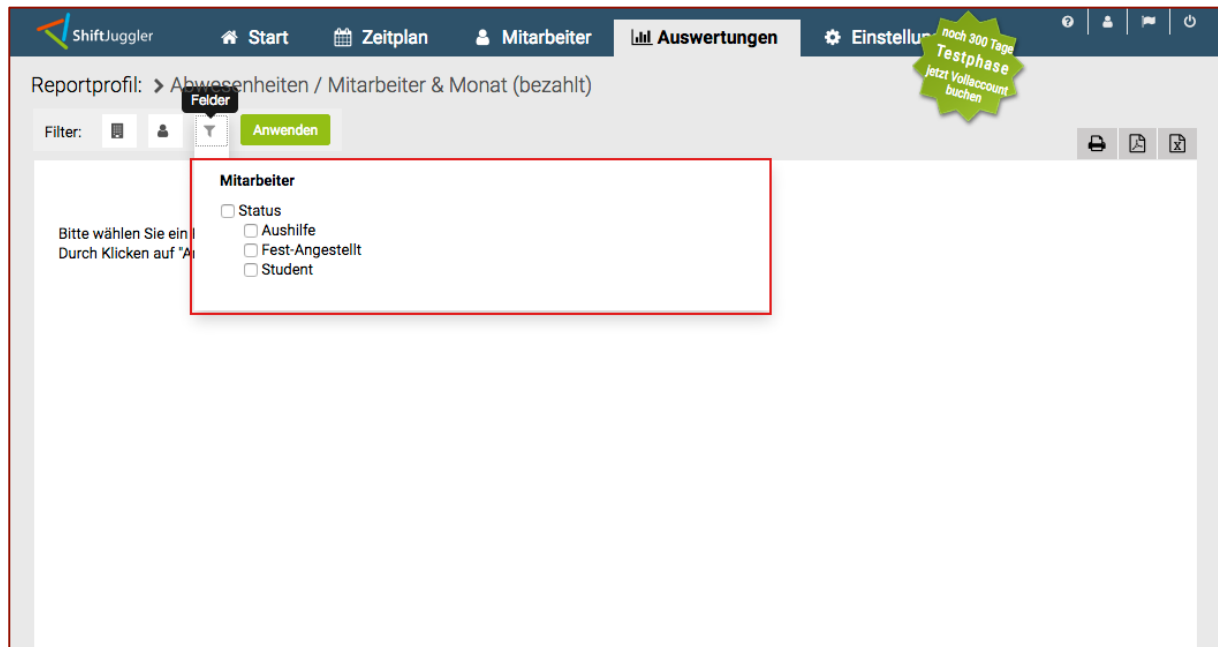 ShiftJuggler
Start
Zeitplan
Mitarbeiter
Auswertungen
Einstellun
noch 300 Tage
Testphase
jetzt Vollaccount
buchen
Reportprofil: > Abwesenheiten / Mitarbeiter & Monat (bezahlt)
Felder
Filter:
Anwenden
Mitarbeiter
Status
Aushilfe
Bitte wählen Sie ein
Fest-Angestellt
Durch Klicken auf "A
Student